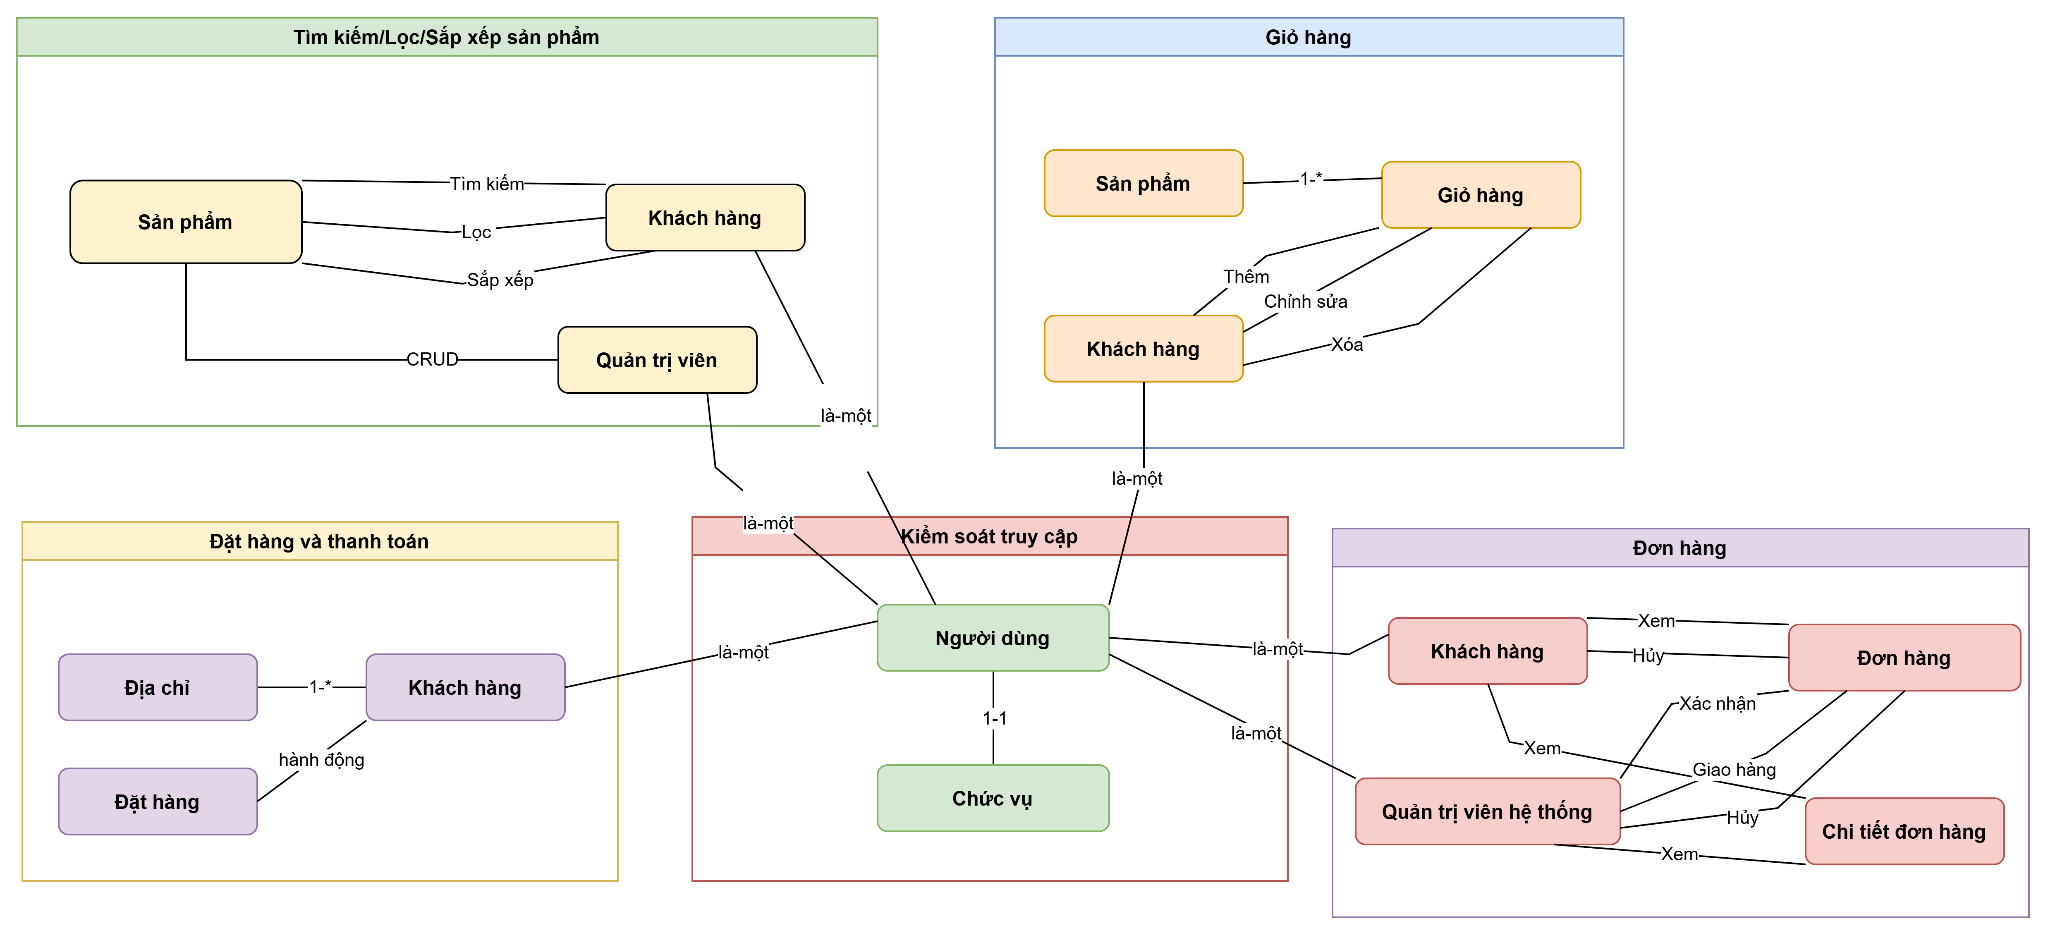 Tìm kiếm/Lọc/Sắp xếp sản phẩm
Sản phẩm
Tìm kiếm
Khách hàng
Lọc
Sắp xếp
CRUD
Quản trị viên
là-một
là-một
Giỏ hàng
Sản phẩm
1-*
Giỏ hàng
Thêm
Chỉnh sửa
Xóa
Khách hàng
là-một
Đặt hàng và thanh toán
Địa chỉ
1-*
Khách hàng
hành động
Đặt hàng
là-một
Kiểm soát truy cập
Người dùng
1-1
Chức vụ
là-một
là-một
Đơn hàng
Khách hàng
Xem
Hủy
Đơn hàng
Xác nhận
Xem
Giao hàng
Quản trị viên hệ thống
Hủy
Chi tiết đơn hàng
Xem